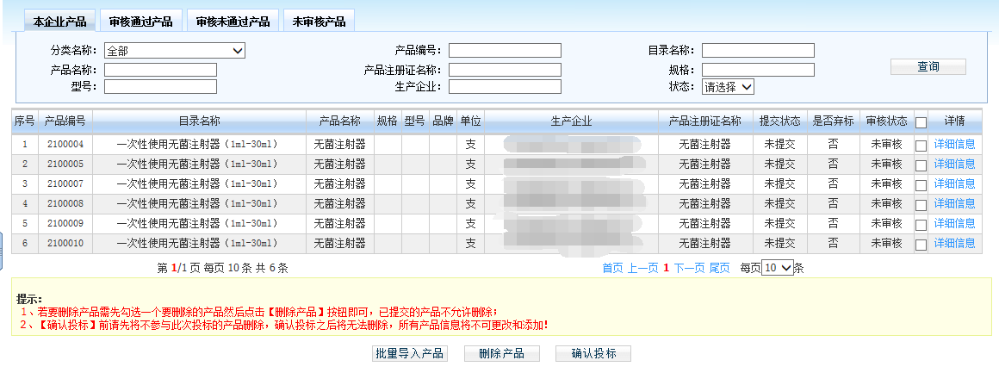 本企业产品 审核通过产品 审核未通过产品 未审核产品
分类名称： 全部 产品编号： 目录名称：
产品名称： 产品注册证名称： 规格： 查询
型号： 生产企业： 状态： 请选择
序号 产品编号 目录名称 产品名称 规格 型号 品牌 单位 生产企业 产品注册证名称 提交状态 是否弃标 审核状态 详情
1 2100004 一次性使用无菌注射器（1ml-30ml） 无菌注射器 支 无菌注射器 未提交 否 未审核 详细信息
2 2100005 一次性使用无菌注射器（1ml-30ml） 无菌注射器 支 无菌注射器 未提交 否 未审核 详细信息
3 2100007 一次性使用无菌注射器（1ml-30ml） 无菌注射器 支 无菌注射器 未提交 否 未审核 详细信息
4 2100008 一次性使用无菌注射器（1ml-30ml） 无菌注射器 支 无菌注射器 未提交 否 未审核 详细信息
5 2100009 一次性使用无菌注射器（1ml-30ml） 无菌注射器 支 无菌注射器 未提交 否 未审核 详细信息
6 2100010 一次性使用无菌注射器（1ml-30ml） 无菌注射器 支 无菌注射器 未提交 否 未审核 详细信息
第 1/1 页 每页 10 条 共 6 条 首页 上一页 1 下一页 尾页 每页 10 条
提示：
1、若要删除产品需先勾选一个要删除的产品然后点击【删除产品】按钮即可，已提交的产品不允许删除；
2、【确认投标】前请先将不参与此次投标的产品删除，确认投标之后将无法删除，所有产品信息将不可更改和添加！
批量导入产品 删除产品 确认投标